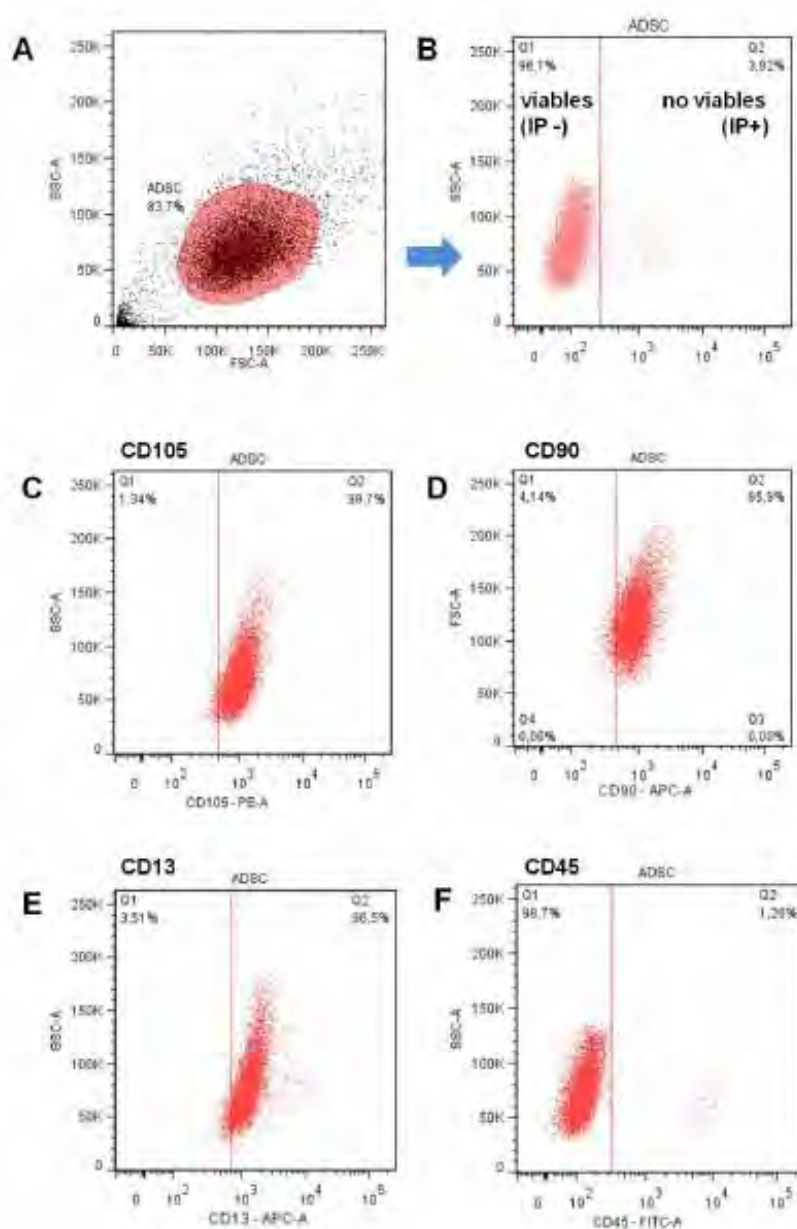 A
250K
200K
150K
100K
50K
0
SSC-A
ADSC
83,7%
0 50K 100K 150K 200K 250K
FSC-A
B
ADSC
Q1
96,1%
Q2
3,92%
viables
(IP -)
no viables
(IP+)
250K
200K
150K
100K
50K
0
SSC-A
0 10² 10³ 10⁴ 10⁵
CD105
C
ADSC
Q1
Q2
250K
200K
150K
100K
50K
0
SSC-A
0 10² 10³ 10⁴ 10⁵
CD105 - PE-A
CD90
D
ADSC
Q1
4,14%
Q2
95,9%
250K
200K
150K
100K
50K
0
FSC-A
Q4
0,00%
Q3
0,00%
0 10² 10³ 10⁴ 10⁵
CD90 - APC-A
CD13
E
ADSC
Q1
3,51%
Q2
96,5%
250K
200K
150K
100K
50K
0
SSC-A
0 10² 10³ 10⁴ 10⁵
CD13 - APC-A
CD45
F
ADSC
Q1
98,7%
Q2
1,26%
250K
200K
150K
100K
50K
0
SSC-A
0 10² 10³ 10⁴ 10⁵
CD45 - FITC-A